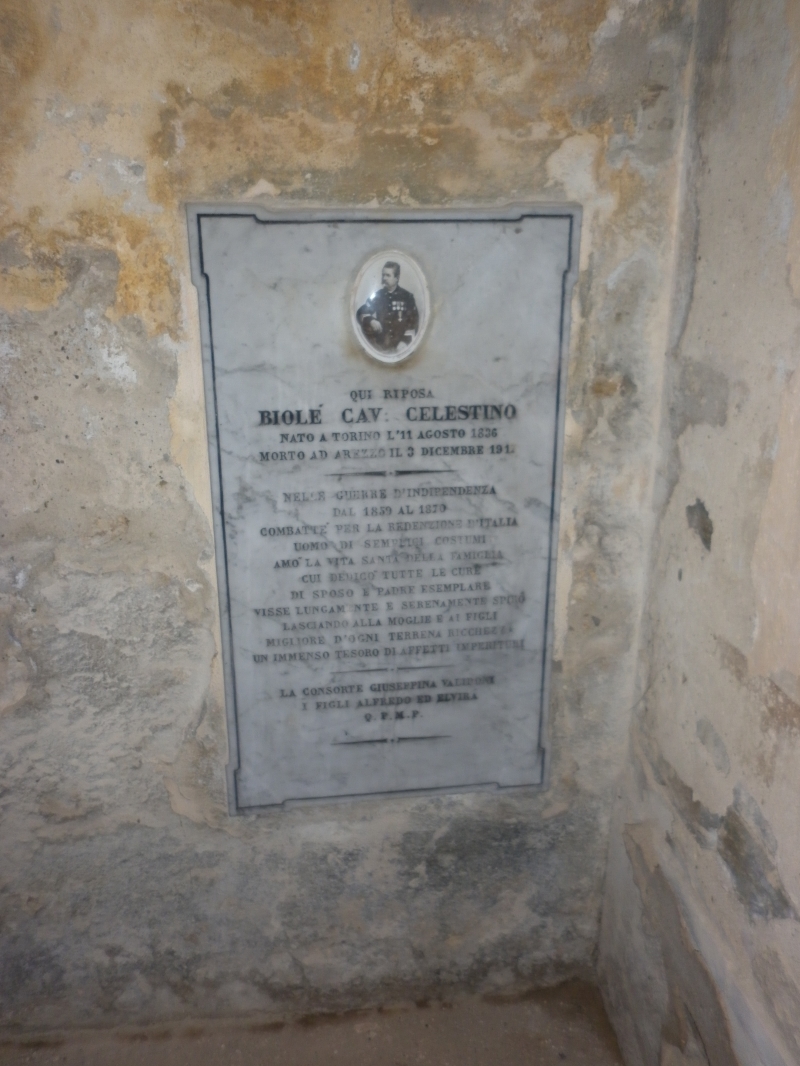 QUI RIPOSA
BIOLÉ CAV: CELESTINO
NATO A TORINO L'11 AGOSTO 1836
MORTO AD AREZZO IL 3 DICEMBRE
NELLE GUERRE D'INDIPENDENZA
DAL 1859 AL 1870
COMBATTÉ PER LA REDENZIONE D'ITALIA
UOMO DI SEMPLICI COSTUMI
AMÒ LA VITA SANTA DELLA FAMIGLIA
CUI DEDICÒ TUTTE LE CURE
DI SPOSO E PADRE ESEMPLARE
VISSE LUNGAMENTE E SERENAMENTE SPIRÒ
LASCIANDO ALLA MOGLIE E AI FIGLI
MIGLIORE D'OGNI TERRENA RICCHEZZA
UN IMMENSO TESORO DI AFFETTI IMPERITURI
LA CONSORTE GIUSEPPINA
I FIGLI ALFREDO ED ELVIRA
Q.P.M.P.